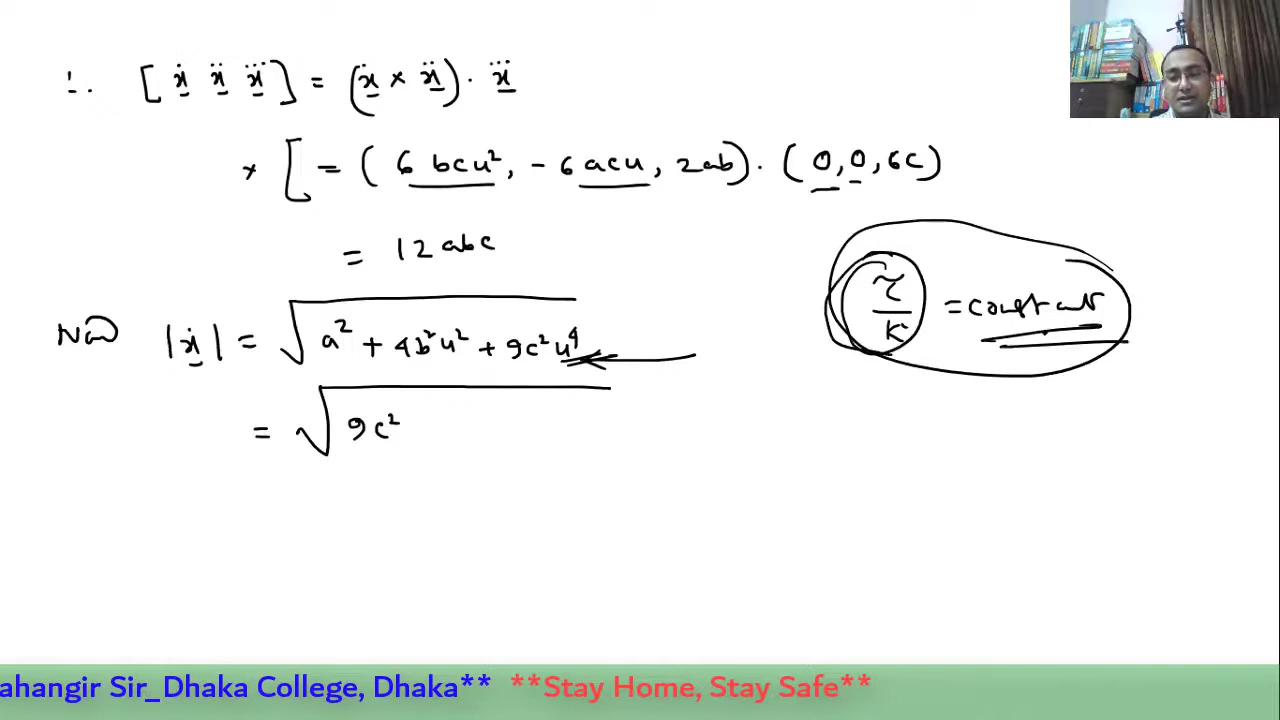 ∴ [ẋ ẍ x⃛] = (ẋ × ẍ) · x⃛
× [ = (6bcu², -6acu, 2ab) · (0, 0, 6c)
= 12abc
τ/κ = constant
Now |ẋ| = √(a² + 4b²u² + 9c²u⁴)
= √(9c²
ahangir Sir_Dhaka College, Dhaka** **Stay Home, Stay Safe**